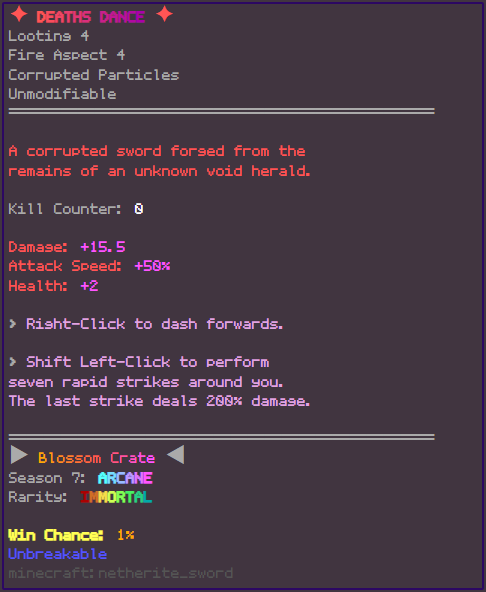 ✦ DEATHS DANCE ✦
Looting 4
Fire Aspect 4
Corrupted Particles
Unmodifiable
A corrupted sword forged from the
remains of an unknown void herald.
Kill Counter: 0
Damage: +15.5
Attack Speed: +50%
Health: +2
> Right-Click to dash forwards.
> Shift Left-Click to perform
seven rapid strikes around you.
The last strike deals 200% damage.
▶ Blossom Crate ◀
Season 7: ARCANE
Rarity: IMMORTAL
Win Chance: 1%
Unbreakable
minecraft:netherite_sword